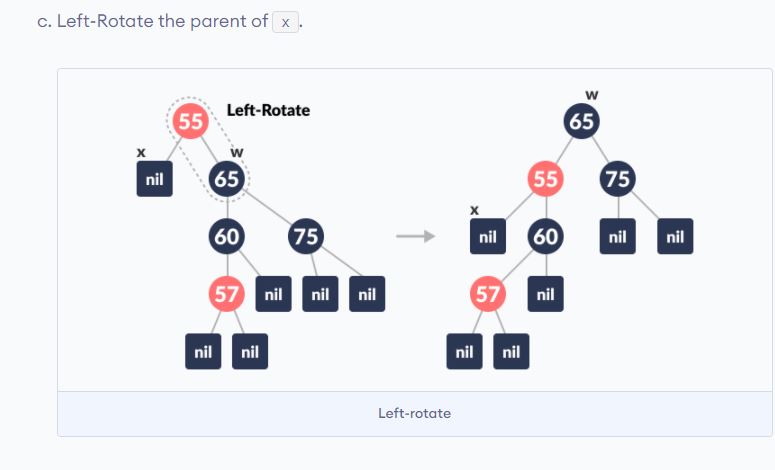 c. Left-Rotate the parent of x .
Left-Rotate
w
55
65
x
w
nil
65
55
75
x
60
75
nil
60
nil
nil
57
nil
nil
nil
57
nil
nil
nil
nil
nil
Left-rotate